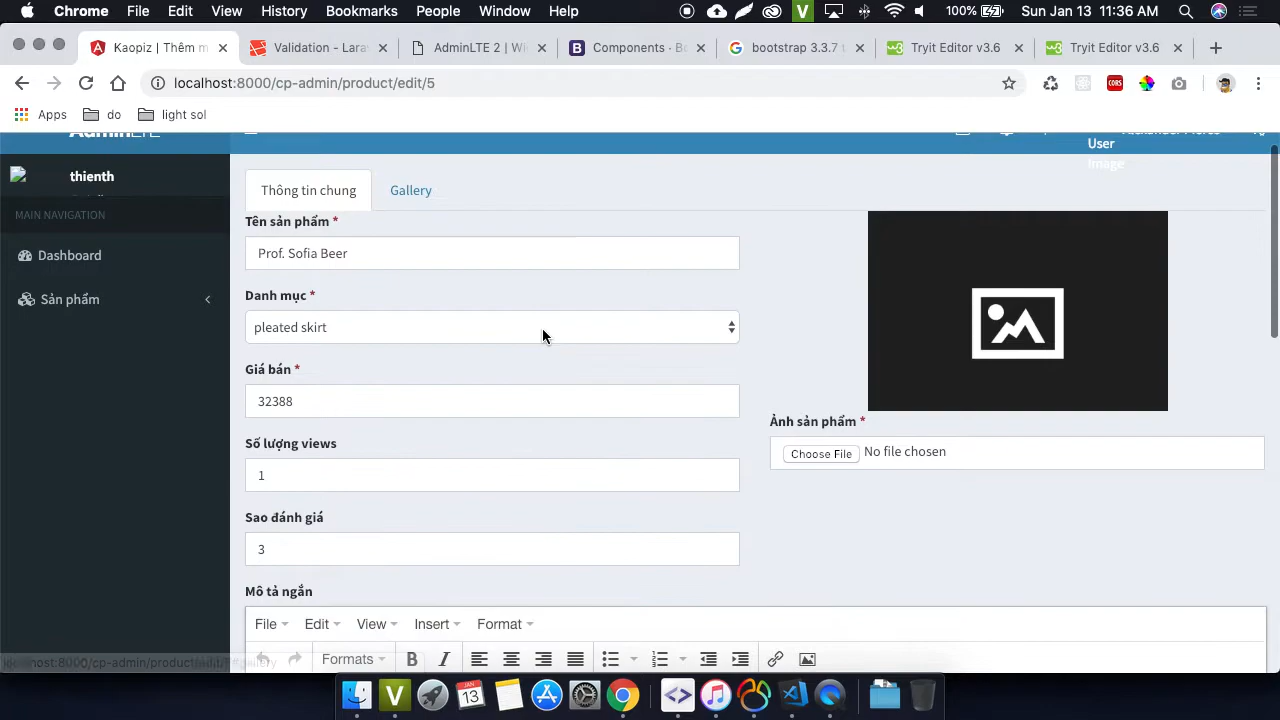 Chrome File Edit View History Bookmarks People Window Help 100% Sun Jan 13 11:36 AM
Kaopiz | Thêm m Validation - Lara AdminLTE 2 | Components · Bo bootstrap 3.3.7 Tryit Editor v3.6 Tryit Editor v3.6
localhost:8000/cp-admin/product/edit/5
Apps do light sol
User
Image
thienth
MAIN NAVIGATION
Dashboard
Sản phẩm
Thông tin chung Gallery
Tên sản phẩm *
Prof. Sofia Beer
Danh mục *
pleated skirt
Giá bán *
32388
Ảnh sản phẩm *
Choose File No file chosen
Số lượng views
1
Sao đánh giá
3
Mô tả ngắn
File Edit View Insert Format
Formats B I
JAN
13